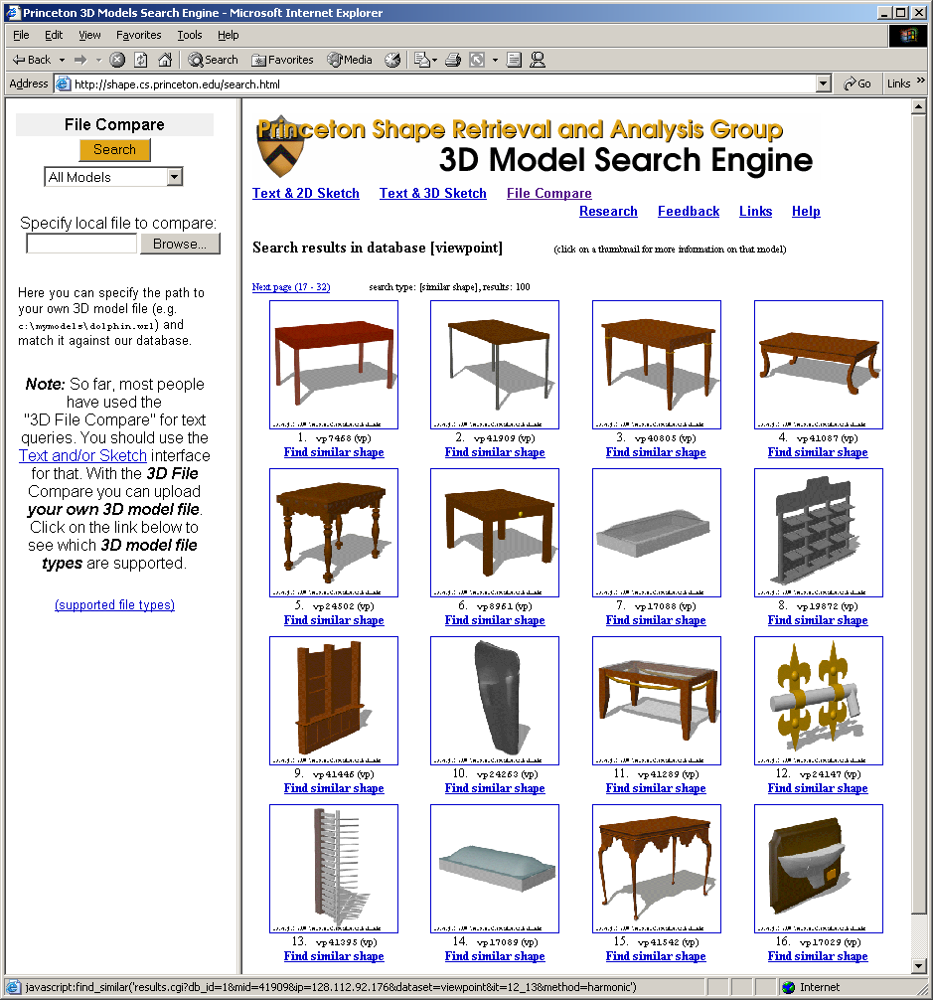 Princeton 3D Models Search Engine - Microsoft Internet Explorer
File Edit View Favorites Tools Help
Back Search Favorites Media
Address http://shape.cs.princeton.edu/search.html Go Links »
File Compare
Search
All Models
Specify local file to compare:
Browse...
Here you can specify the path to
your own 3D model file (e.g.
c:\mymodels\dolphin.wrl) and
match it against our database.
Note: So far, most people
have used the
"3D File Compare" for text
queries. You should use the
Text and/or Sketch interface
for that. With the 3D File
Compare you can upload
your own 3D model file.
Click on the link below to
see which 3D model file
types are supported.
(supported file types)
Princeton Shape Retrieval and Analysis Group
3D Model Search Engine
Text & 2D Sketch Text & 3D Sketch File Compare
Research Feedback Links Help
Search results in database [viewpoint] (click on a thumbnail for more information on that model)
Next page (17 - 32) search type: [similar shape], results: 100
1. vp7468 (vp) 2. vp41909 (vp) 3. vp40805 (vp) 4. vp41087 (vp)
Find similar shape Find similar shape Find similar shape Find similar shape
5. vp24502 (vp) 6. vp8961 (vp) 7. vp17088 (vp) 8. vp19872 (vp)
Find similar shape Find similar shape Find similar shape Find similar shape
9. vp41446 (vp) 10. vp24263 (vp) 11. vp41289 (vp) 12. vp24147 (vp)
Find similar shape Find similar shape Find similar shape Find similar shape
13. vp41395 (vp) 14. vp17089 (vp) 15. vp41542 (vp) 16. vp17029 (vp)
Find similar shape Find similar shape Find similar shape Find similar shape
javascript:find_similar('results.cgi?db_id=1&mid=41909&ip=128.112.92.176&dataset=viewpoint&it=12_13&method=harmonic') Internet